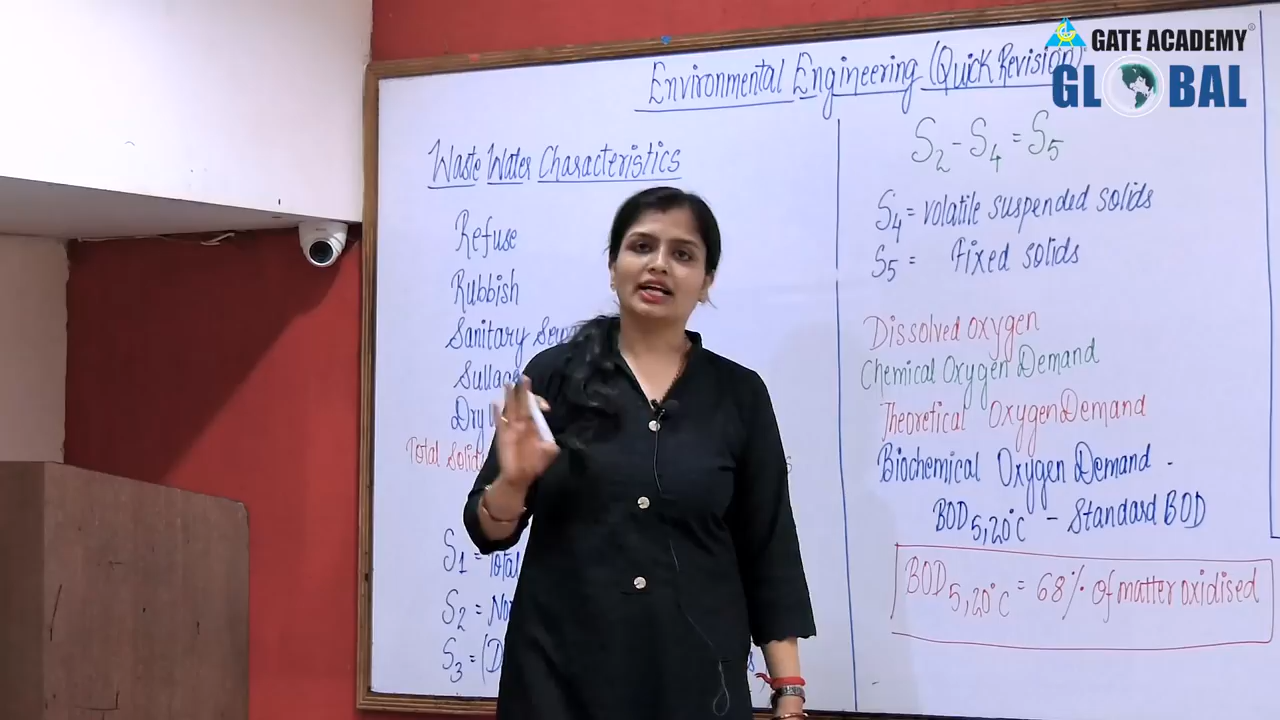 GATE ACADEMY®
GLOBAL
Environmental Engineering (Quick Revision)
Waste Water Characteristics
Refuse
Rubbish
Sanitary
Dry
Total
S1 = Total
S2 =
S3 =
S2 - S4 = S5
S4 = volatile suspended solids
S5 = fixed solids
Dissolved oxygen
Chemical Oxygen Demand
Theoretical Oxygen Demand
Biochemical Oxygen Demand .
BOD5,20°C - Standard BOD
BOD5,20°C = 68% of matter oxidised